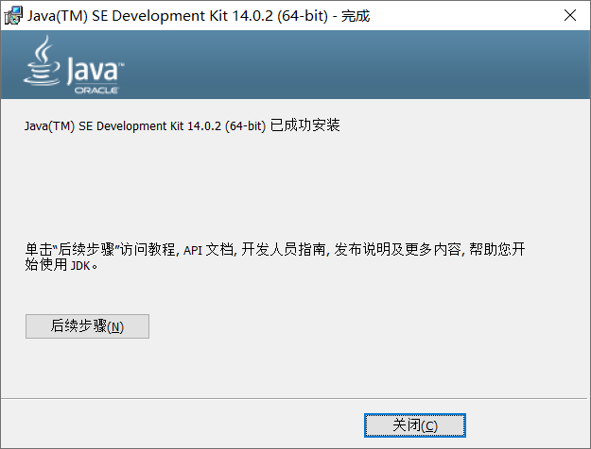 Java(TM) SE Development Kit 14.0.2 (64-bit) - 完成
Java™
ORACLE
Java(TM) SE Development Kit 14.0.2 (64-bit) 已成功安装
单击“后续步骤”访问教程, API 文档, 开发人员指南, 发布说明及更多内容, 帮助您开
始使用 JDK。
后续步骤(N)
关闭(C)